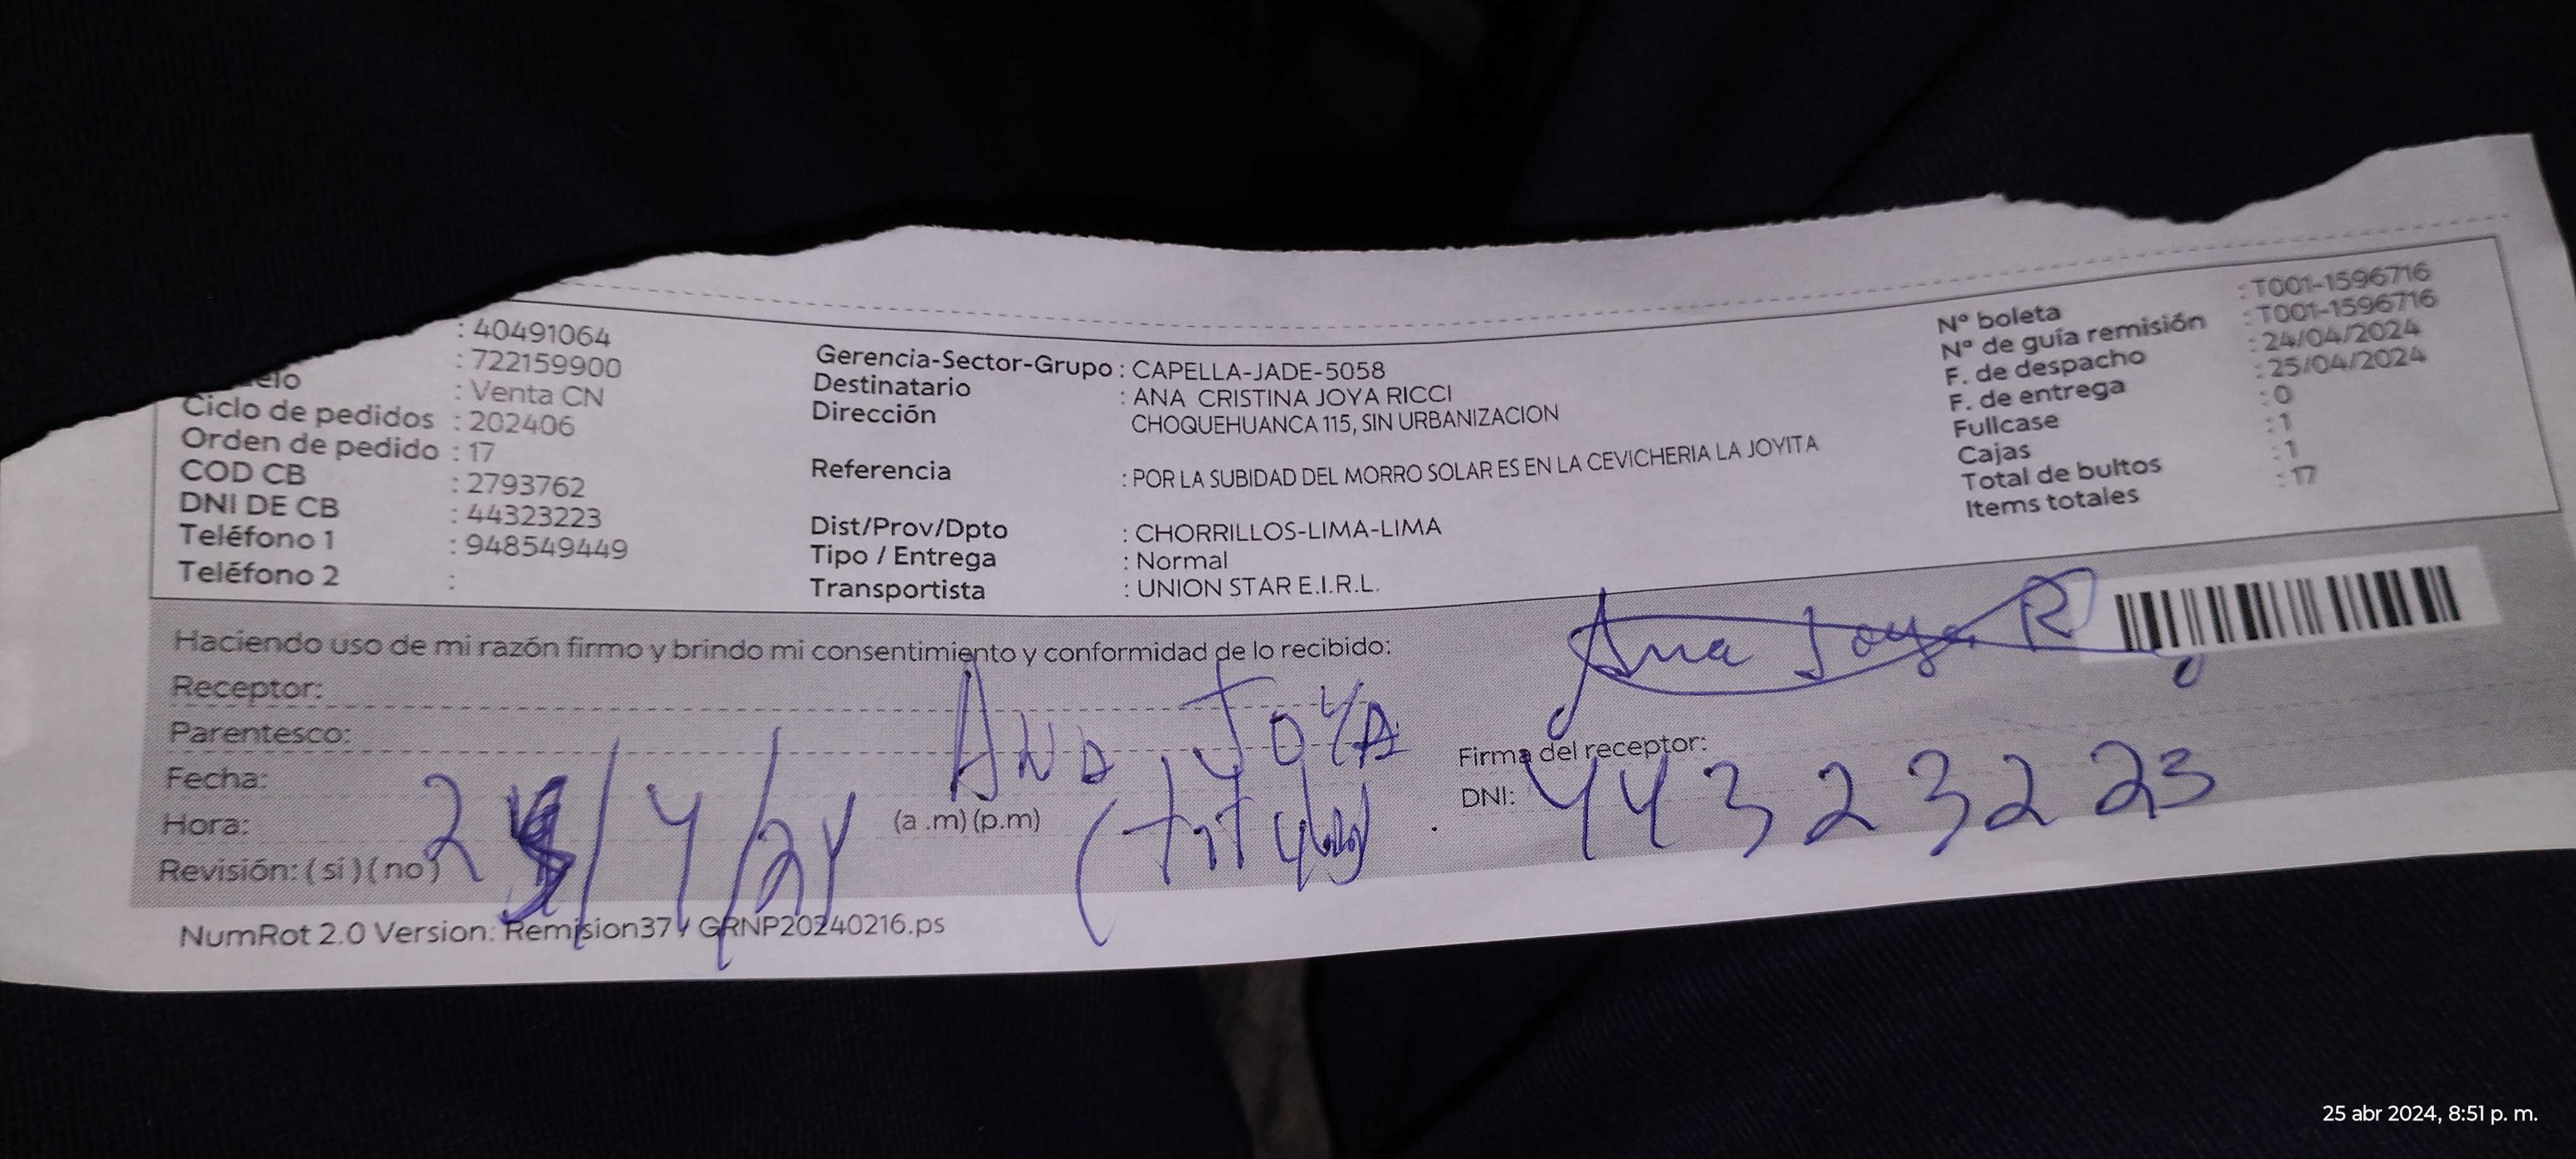 : 40491064
: 722159900
elo : Venta CN
Ciclo de pedidos : 202406
Orden de pedido : 17
COD CB : 2793762
DNI DE CB : 44323223
Teléfono 1 : 948549449
Teléfono 2 :
Gerencia-Sector-Grupo : CAPELLA-JADE-5058
Destinatario : ANA CRISTINA JOYA RICCI
Dirección CHOQUEHUANCA 115, SIN URBANIZACION
Referencia : POR LA SUBIDAD DEL MORRO SOLAR ES EN LA CEVICHERIA LA JOYITA
Dist/Prov/Dpto : CHORRILLOS-LIMA-LIMA
Tipo / Entrega : Normal
Transportista : UNION STAR E.I.R.L.
N° boleta : T001-1596716
N° de guía remisión : T001-1596716
F. de despacho : 24/04/2024
F. de entrega : 25/04/2024
Fullcase : 0
Cajas : 1
Total de bultos : 1
Items totales : 17
Haciendo uso de mi razón firmo y brindo mi consentimiento y conformidad de lo recibido:
Ana Joya R
Receptor: Ana JOYA
Parentesco:
Firma del receptor:
Fecha: 25/4/24
Hora: (a .m) (p.m)
DNI: 44323223
Revisión: ( si ) ( no )
NumRot 2.0 Version: Remision37 / GRNP20240216.ps
25 abr 2024, 8:51 p. m.